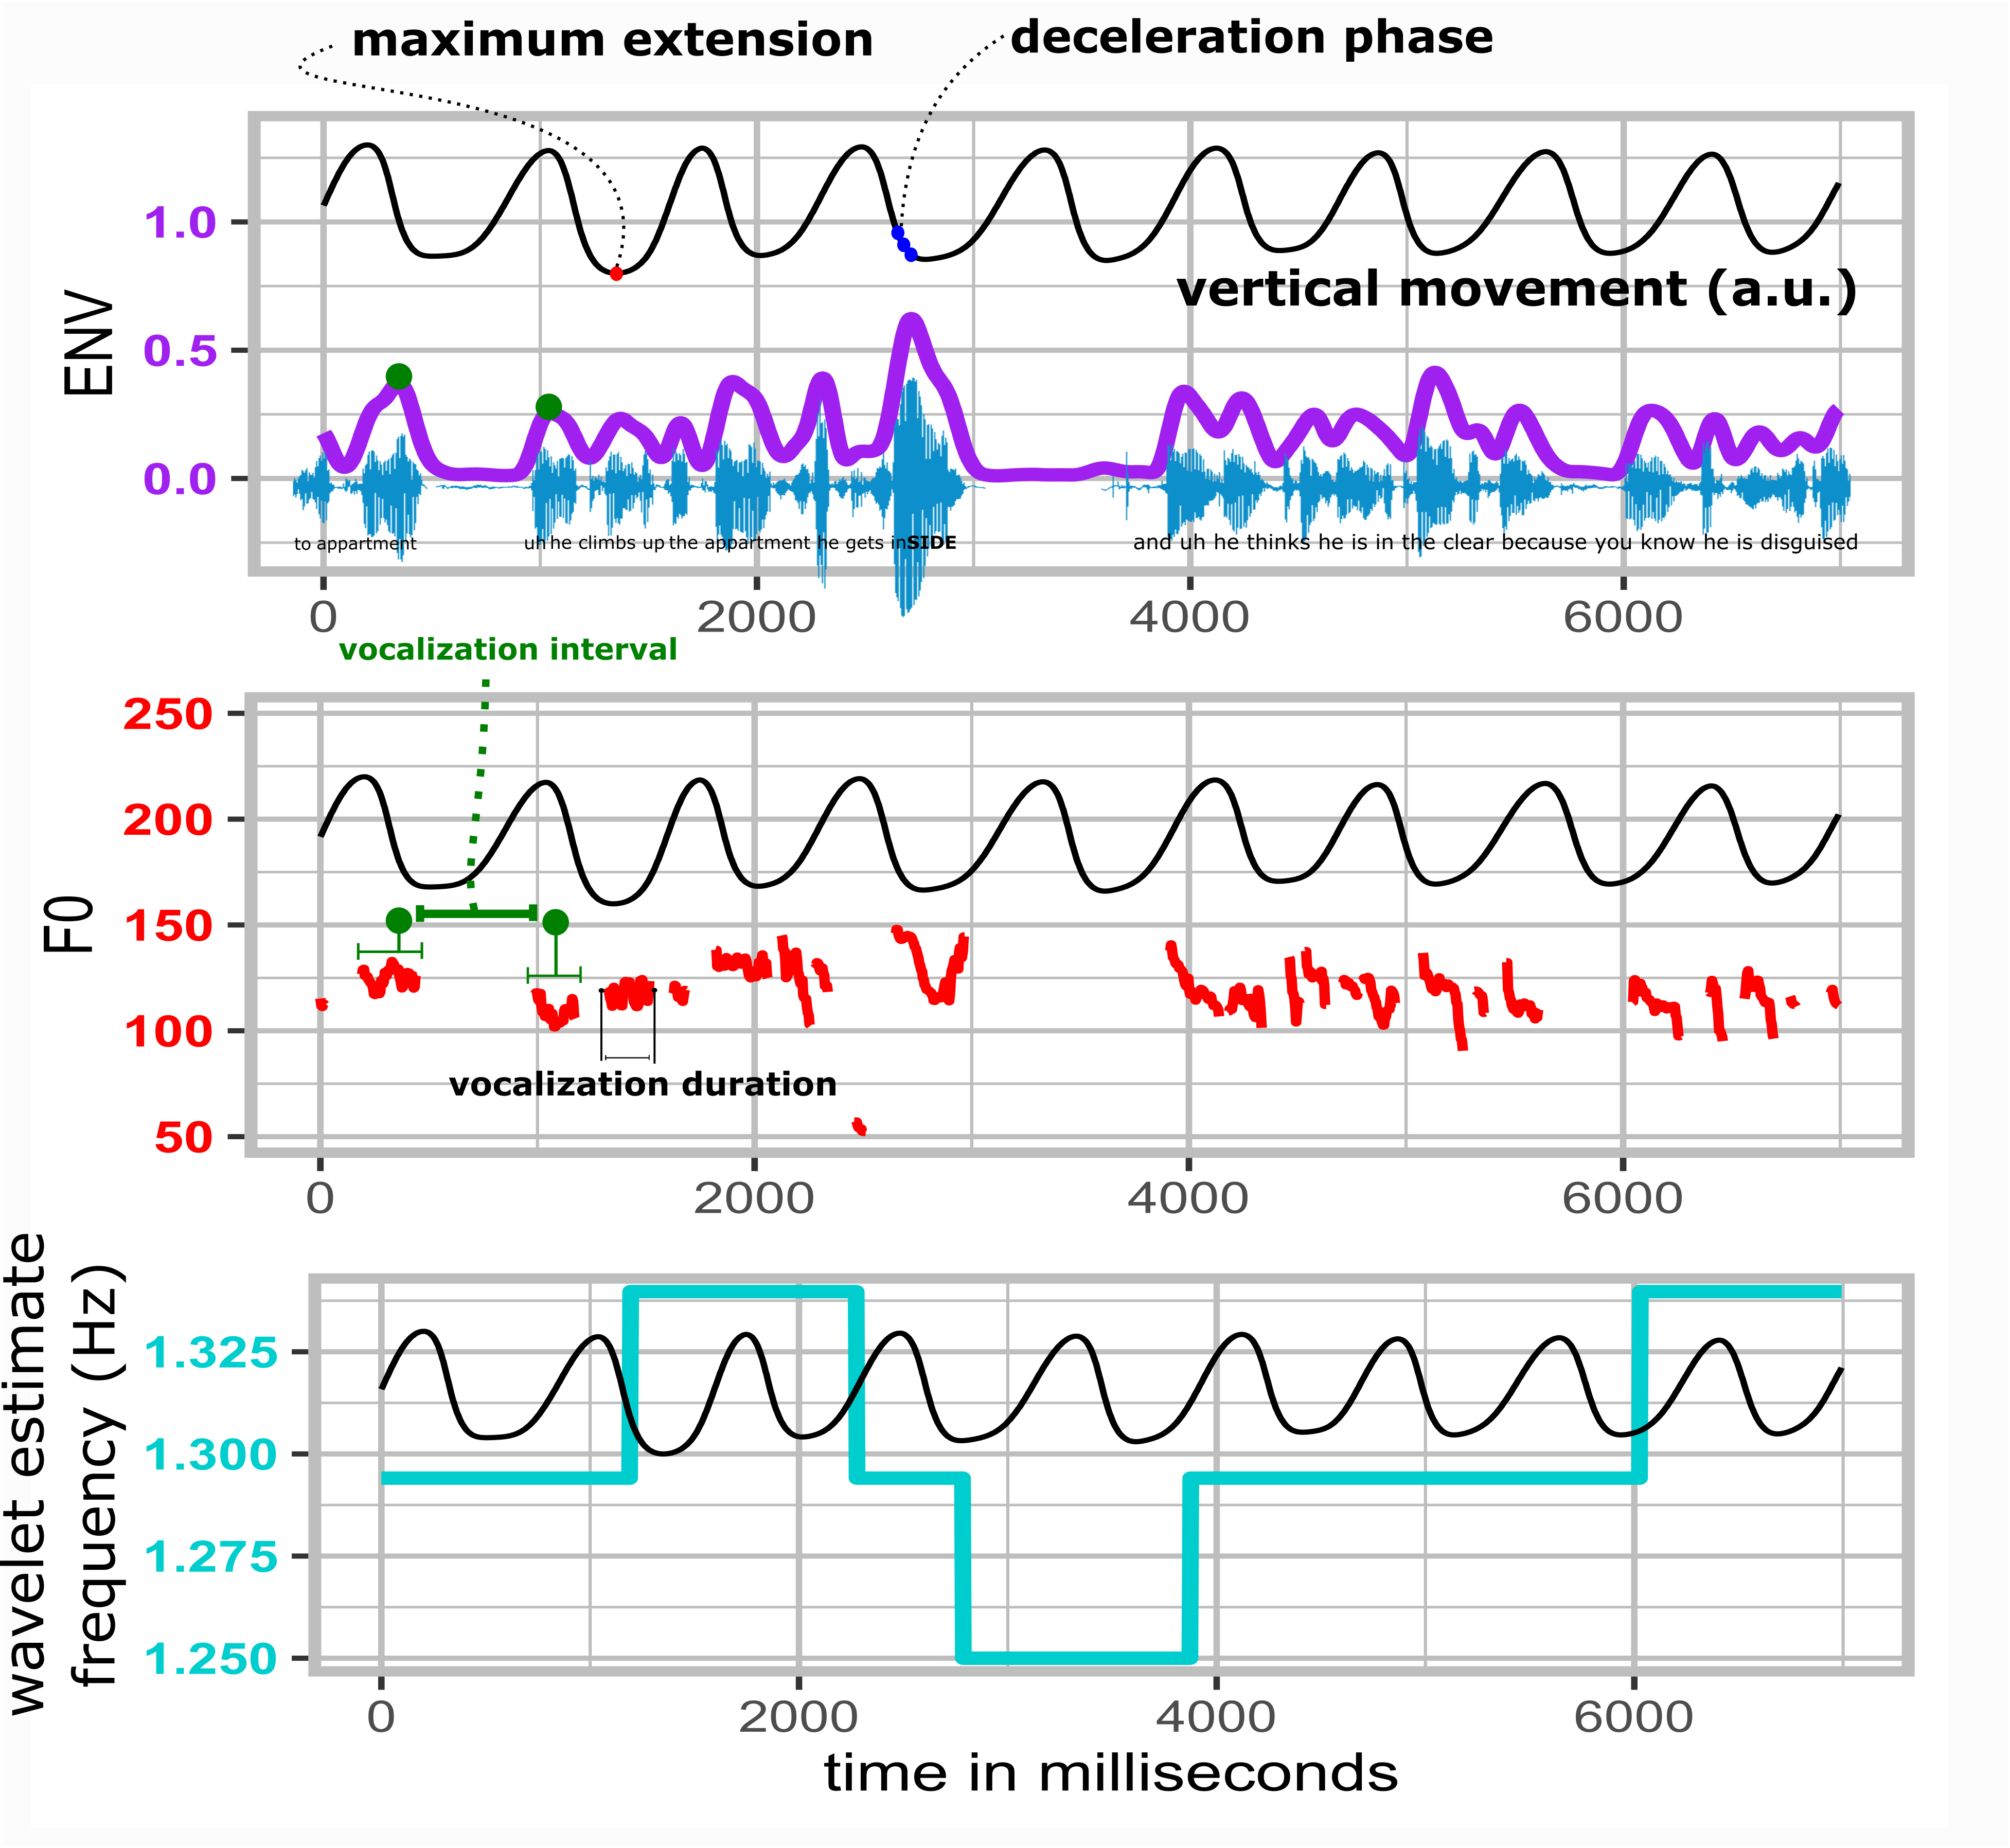 maximum extension
deceleration phase
ENV
1.0
vertical movement (a.u.)
0.5
0.0
to appartment
uh he climbs up the appartment he gets inSIDE
and uh he thinks he is in the clear because you know he is disguised
0 2000 4000 6000
vocalization interval
F0
250
200
150
100
vocalization duration
50
0 2000 4000 6000
wavelet estimate
frequency (Hz)
1.325
1.300
1.275
1.250
0 2000 4000 6000
time in milliseconds